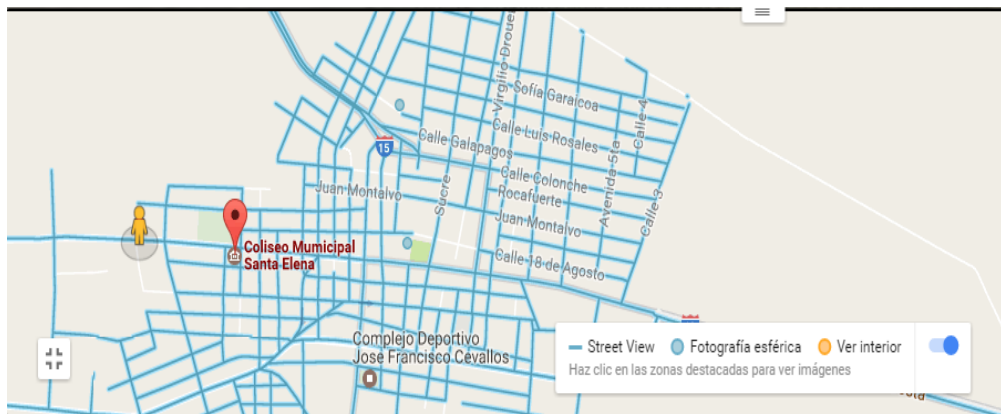 Sofía Garaicoa
Virgilio Drouet
Calle 4
Calle Luis Rosales
15
Calle Galapagos
Calle Colonche
Avenida 5ta
Juan Montalvo
Sucre
Rocafuerte
Calle 3
Juan Montalvo
Coliseo Municipal
Santa Elena
Calle 18 de Agosto
Complejo Deportivo
José Francisco Cevallos
Street View
Fotografía esférica
Ver interior
Haz clic en las zonas destacadas para ver imágenes